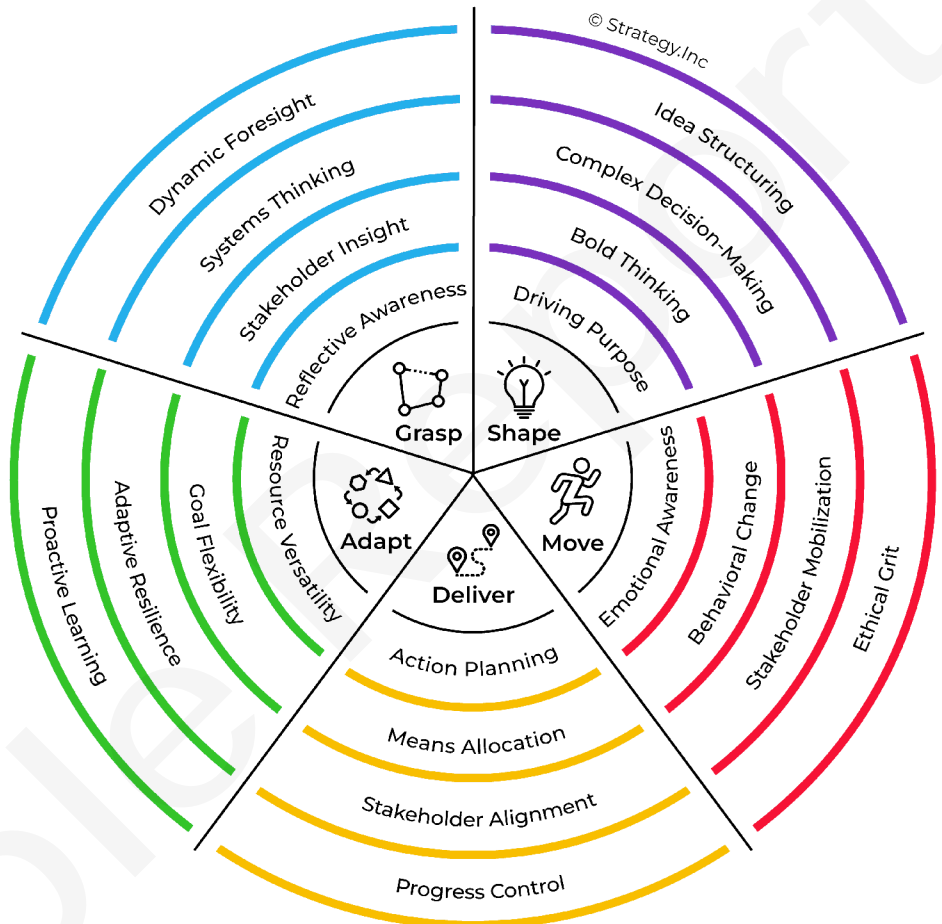 © Strategy.Inc
Dynamic Foresight
Systems Thinking
Stakeholder Insight
Reflective Awareness
Grasp
Idea Structuring
Complex Decision-Making
Bold Thinking
Driving Purpose
Shape
Emotional Awareness
Behavioral Change
Stakeholder Mobilization
Ethical Grit
Move
Deliver
Action Planning
Means Allocation
Stakeholder Alignment
Progress Control
Adapt
Resource Versatility
Goal Flexibility
Adaptive Resilience
Proactive Learning